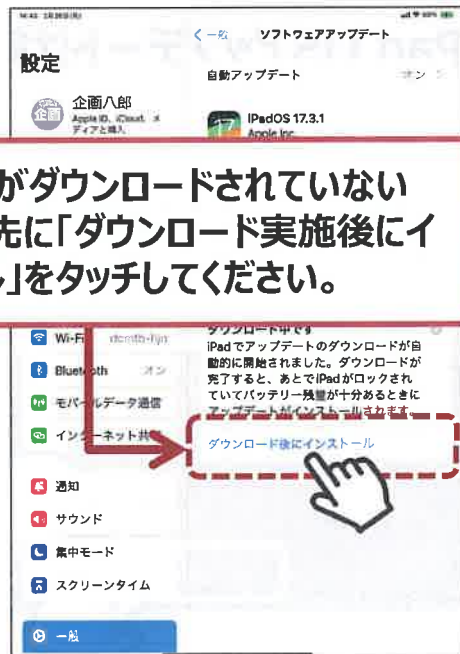 ソフトウェアアップデート
く一般
設定
自動アップデート
オン
企画
企画八郎
Apple ID、iCloud、メ
ディアと購入
iPadOS 17.3.1
Apple Inc.
がダウンロードされていない
先に「ダウンロード実施後にイ
」をタッチしてください。
Wi-Fi
Bluetooth
オン
モバイルデータ通信
インターネット共有
通知
サウンド
集中モード
スクリーンタイム
一般
ダウンロード中です
iPadでアップデートのダウンロードが自
動的に開始されました。ダウンロードが
完了すると、あとでiPadがロックされ
ていてバッテリー残量が十分あるときに
アップデートがインストールされます。
ダウンロード後にインストール